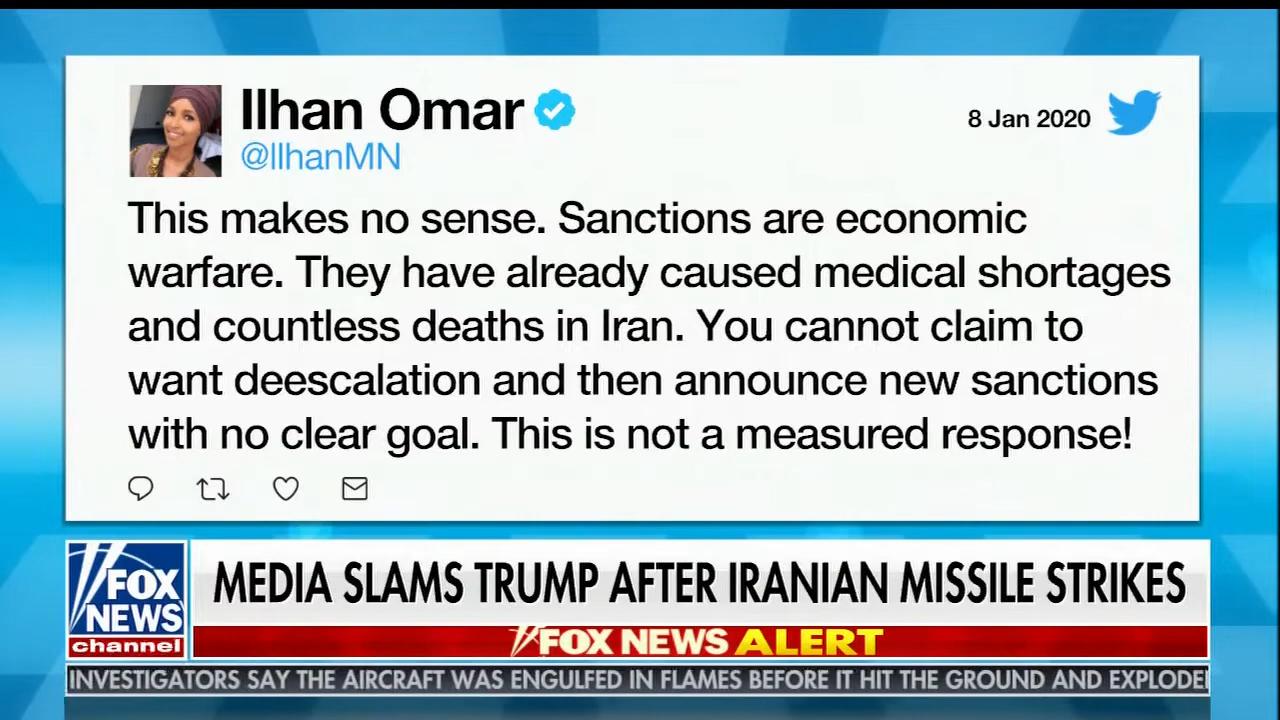 Ilhan Omar
@IlhanMN
8 Jan 2020
This makes no sense. Sanctions are economic
warfare. They have already caused medical shortages
and countless deaths in Iran. You cannot claim to
want deescalation and then announce new sanctions
with no clear goal. This is not a measured response!
FOX
NEWS
channel
MEDIA SLAMS TRUMP AFTER IRANIAN MISSILE STRIKES
FOX NEWS ALERT
INVESTIGATORS SAY THE AIRCRAFT WAS ENGULFED IN FLAMES BEFORE IT HIT THE GROUND AND EXPLODE